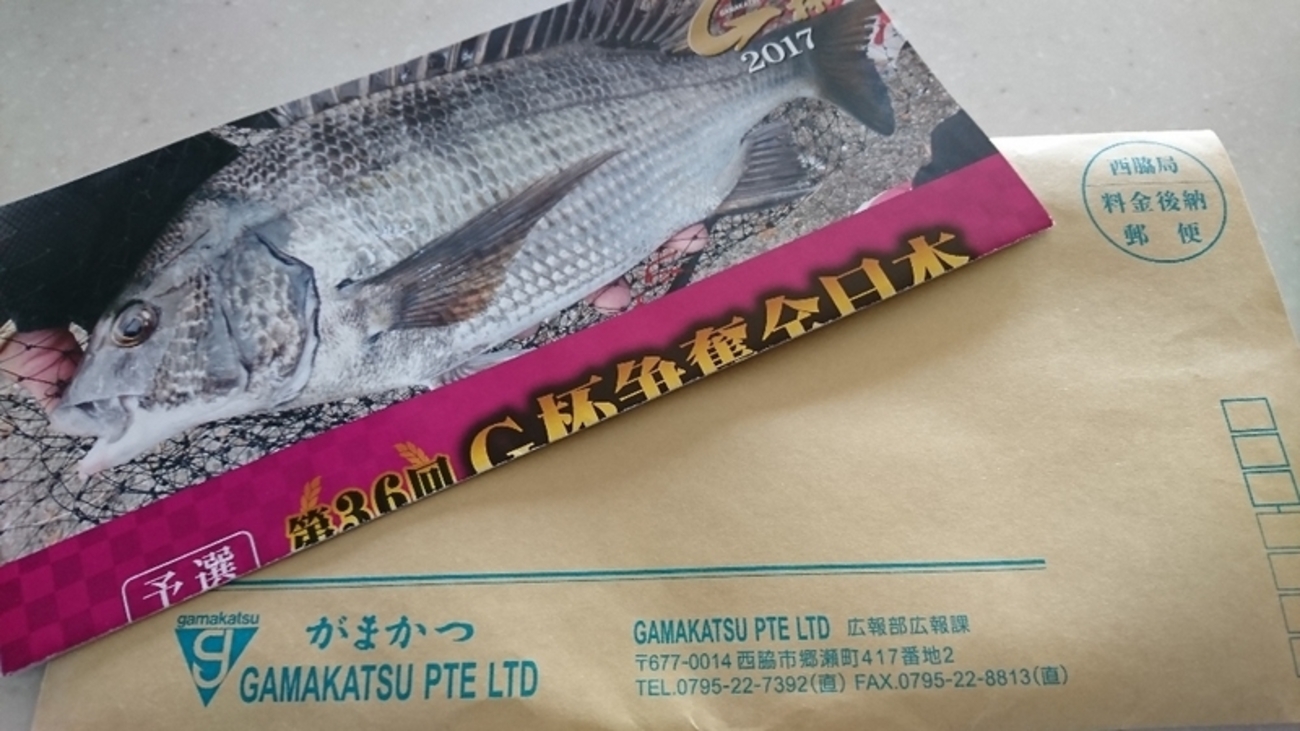 2017
第36回 G杯争奪全日本
予選
西脇局
料金後納
郵便
gamakatsu
g
がまかつ
GAMAKATSU PTE LTD
GAMAKATSU PTE LTD 広報部広報課
〒677-0014 西脇市郷瀬町417番地2
TEL.0795-22-7392(直) FAX.0795-22-8813(直)